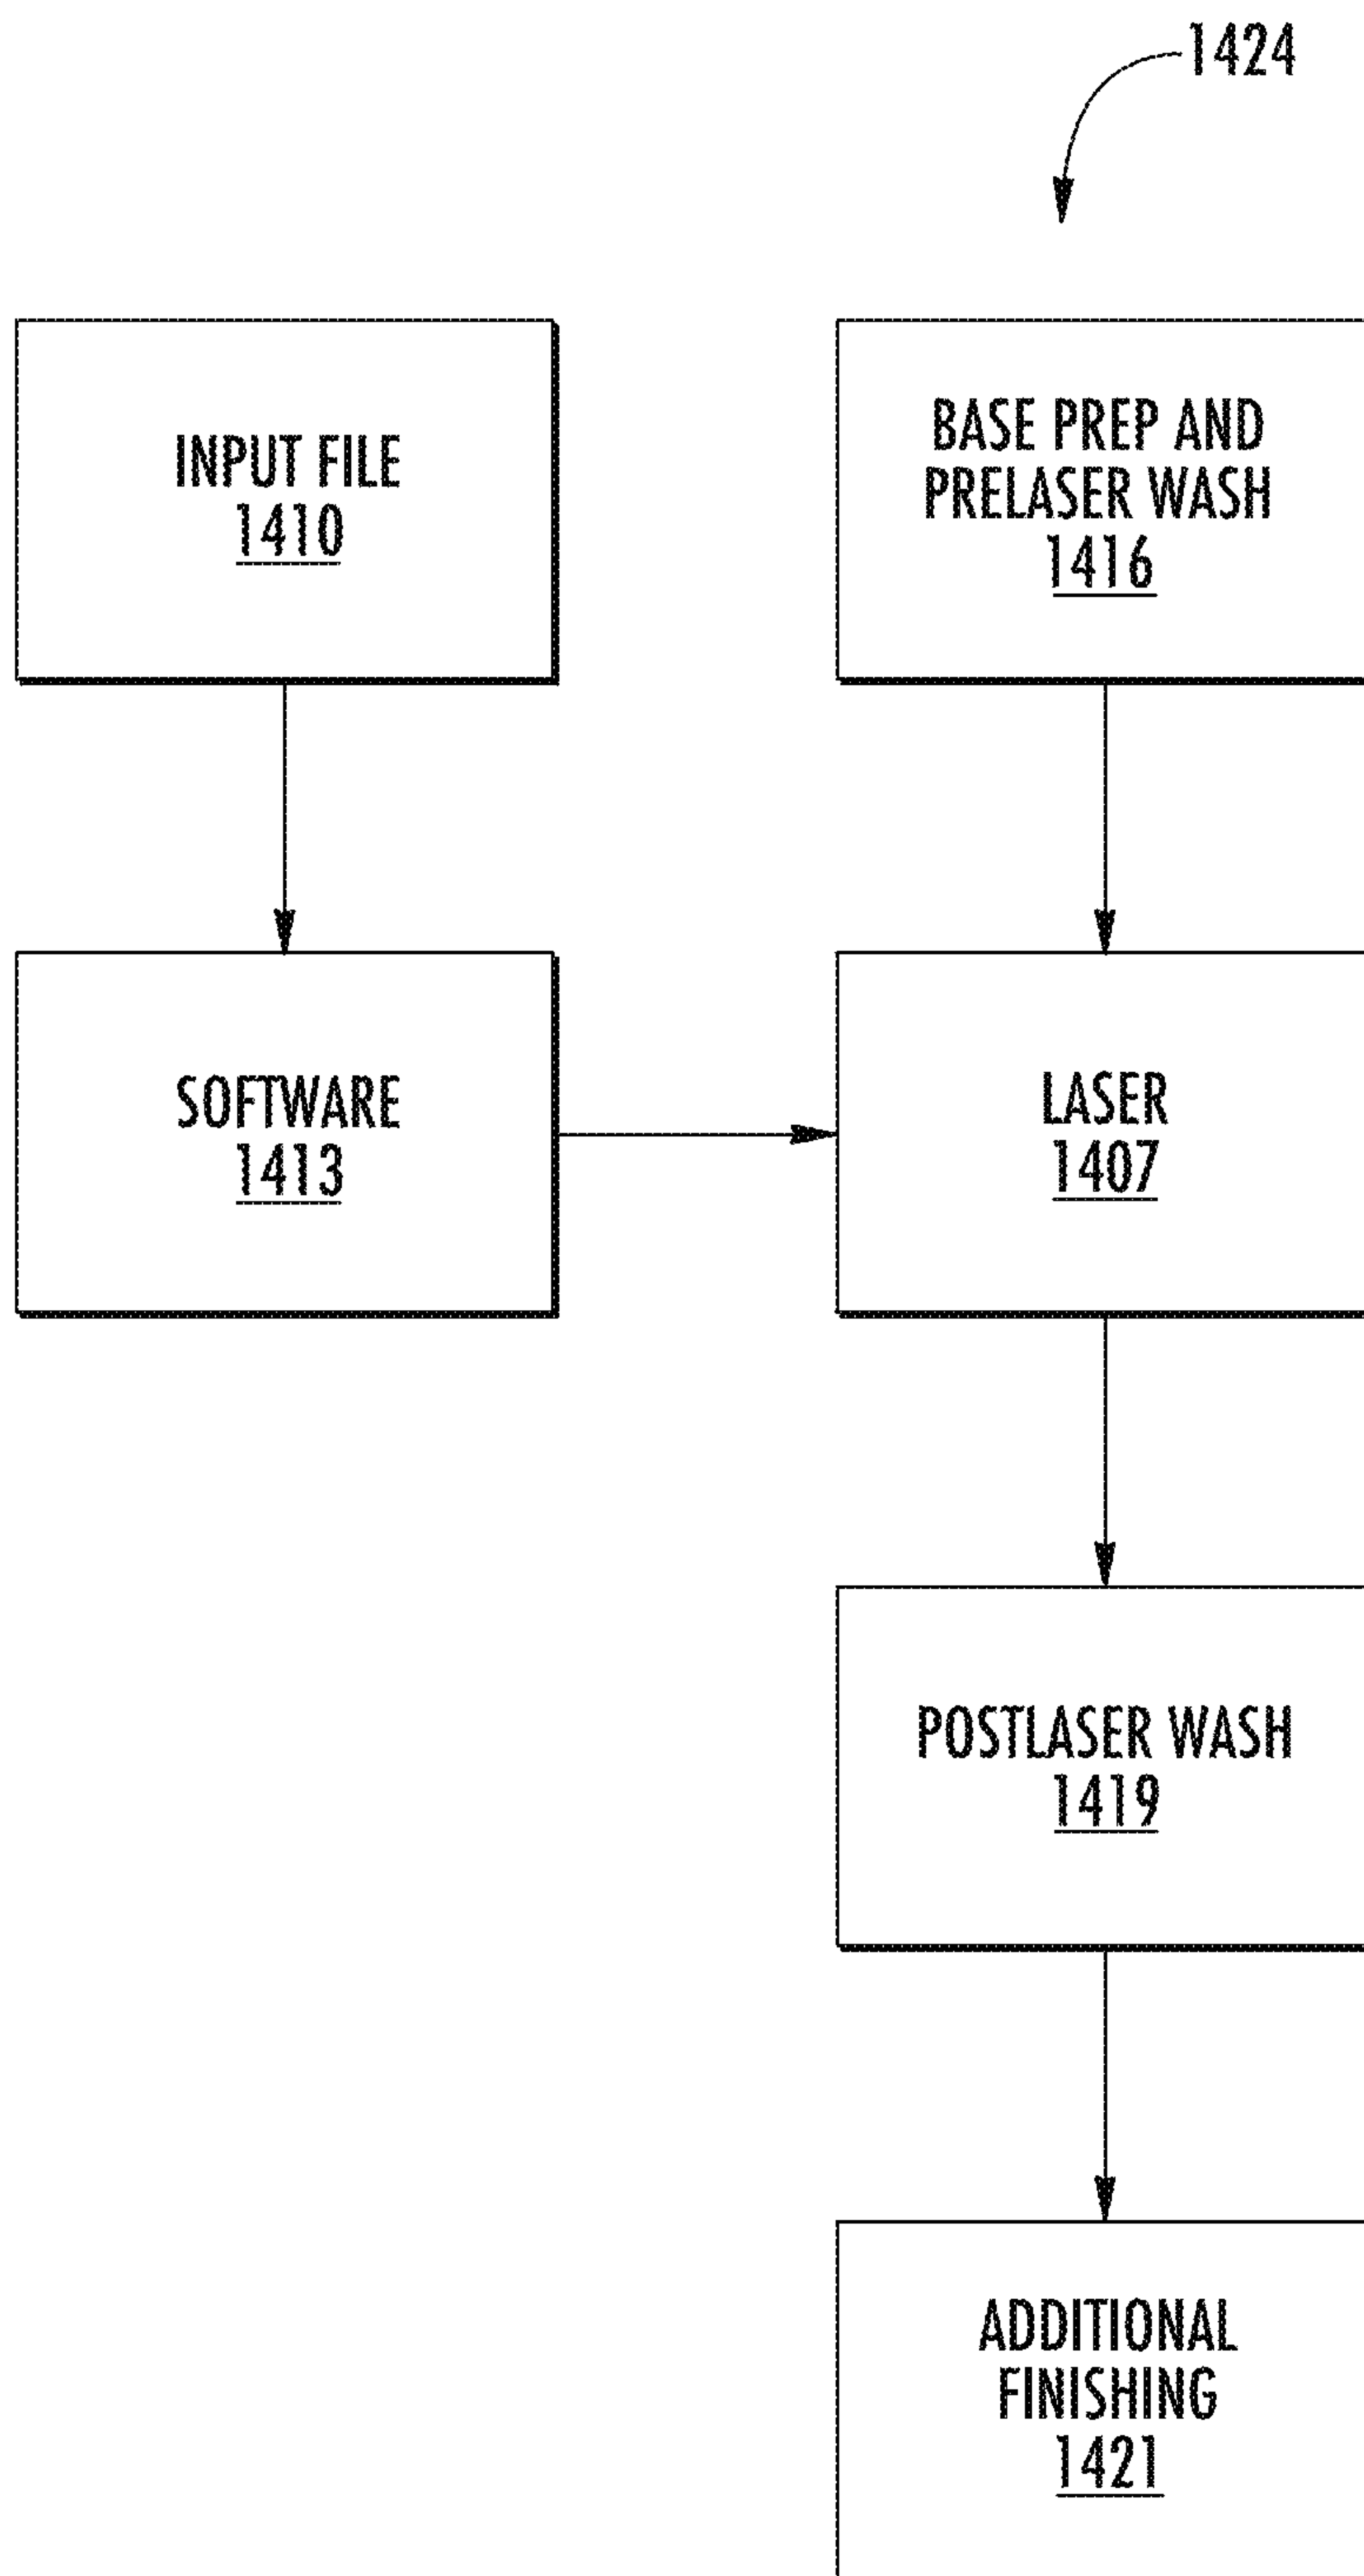 1424
INPUT FILE
1410
BASE PREP AND
PRELASER WASH
1416
SOFTWARE
1413
LASER
1407
POSTLASER WASH
1419
ADDITIONAL
FINISHING
1421